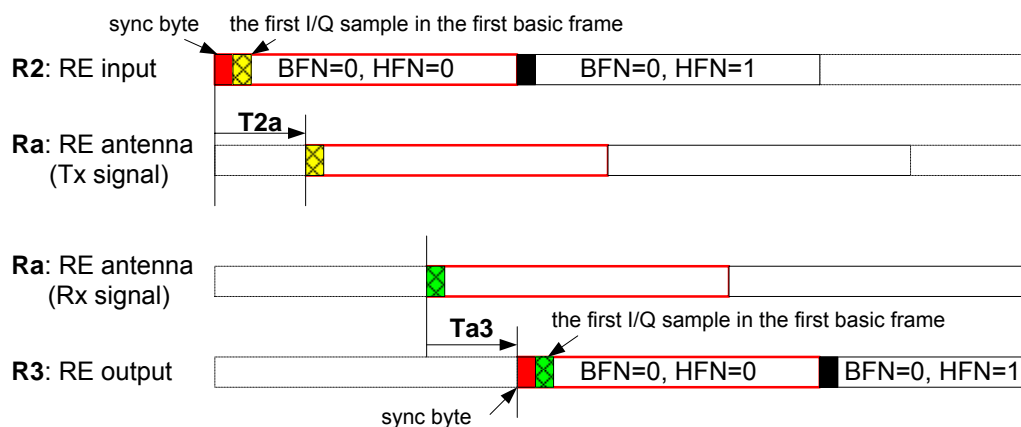 sync byte
the first I/Q sample in the first basic frame
R2: RE input
BFN=0, HFN=0
BFN=0, HFN=1
T2a
Ra: RE antenna
(Tx signal)
Ra: RE antenna
(Rx signal)
Ta3
the first I/Q sample in the first basic frame
R3: RE output
BFN=0, HFN=0
BFN=0, HFN=1
sync byte